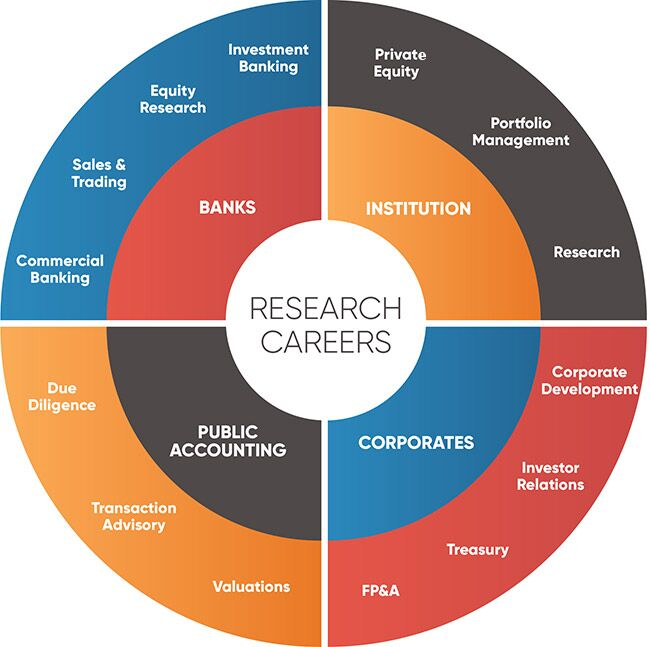 Investment
Banking
Equity
Research
Sales &
Trading
Commercial
Banking
BANKS
Private
Equity
Portfolio
Management
Research
INSTITUTION
RESEARCH
CAREERS
Due
Diligence
Transaction
Advisory
Valuations
PUBLIC
ACCOUNTING
CORPORATES
Corporate
Development
Investor
Relations
Treasury
FP&A